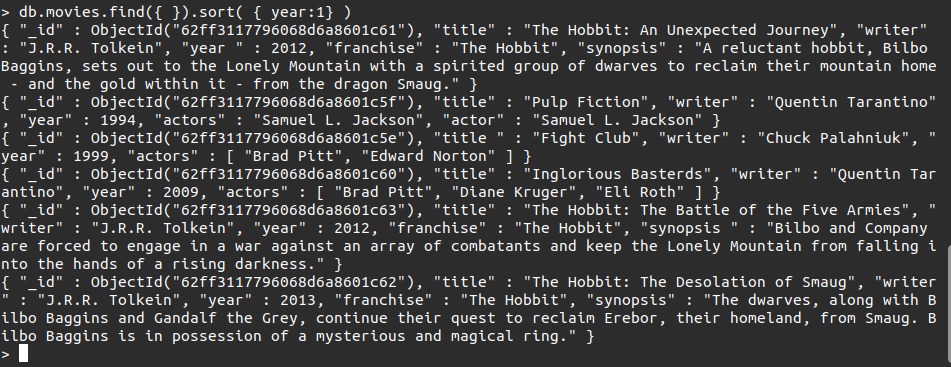 > db.movies.find({ }).sort( { year:1} )
{ "_id" : ObjectId("62ff3117796068d6a8601c61"), "title" : "The Hobbit: An Unexpected Journey", "writer"
: "J.R.R. Tolkein", "year " : 2012, "franchise" : "The Hobbit", "synopsis" : "A reluctant hobbit, Bilbo
Baggins, sets out to the Lonely Mountain with a spirited group of dwarves to reclaim their mountain home
- and the gold within it - from the dragon Smaug." }
{ "_id" : ObjectId("62ff3117796068d6a8601c5f"), "title" : "Pulp Fiction", "writer" : "Quentin Tarantino"
, "year" : 1994, "actors" : "Samuel L. Jackson", "actor" : "Samuel L. Jackson" }
{ "_id" : ObjectId("62ff3117796068d6a8601c5e"), "title " : "Fight Club", "writer" : "Chuck Palahniuk", "
year" : 1999, "actors" : [ "Brad Pitt", "Edward Norton" ] }
{ "_id" : ObjectId("62ff3117796068d6a8601c60"), "title" : "Inglorious Basterds", "writer" : "Quentin Tar
antino", "year" : 2009, "actors" : [ "Brad Pitt", "Diane Kruger", "Eli Roth" ] }
{ "_id" : ObjectId("62ff3117796068d6a8601c63"), "title" : "The Hobbit: The Battle of the Five Armies", "
writer" : "J.R.R. Tolkein", "year" : 2012, "franchise" : "The Hobbit", "synopsis " : "Bilbo and Company
are forced to engage in a war against an array of combatants and keep the Lonely Mountain from falling i
nto the hands of a rising darkness." }
{ "_id" : ObjectId("62ff3117796068d6a8601c62"), "title" : "The Hobbit: The Desolation of Smaug", "writer
" : "J.R.R. Tolkein", "year" : 2013, "franchise" : "The Hobbit", "synopsis" : "The dwarves, along with B
ilbo Baggins and Gandalf the Grey, continue their quest to reclaim Erebor, their homeland, from Smaug. B
ilbo Baggins is in possession of a mysterious and magical ring." }
>